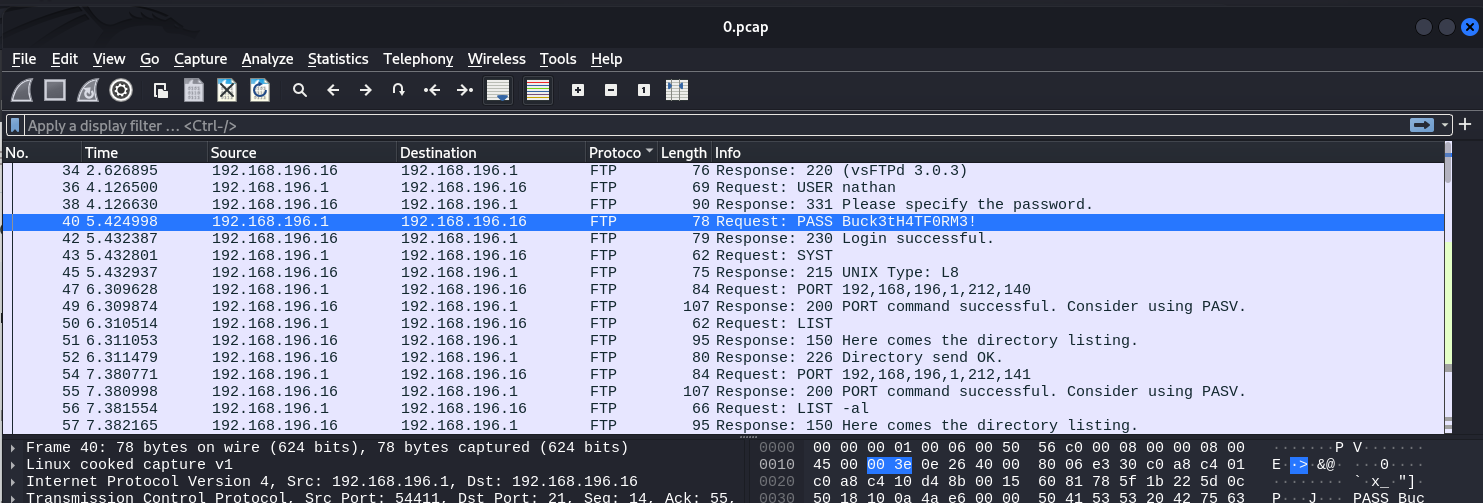 0.pcap
File Edit View Go Capture Analyze Statistics Telephony Wireless Tools Help
Apply a display filter … <Ctrl-/>
No. Time Source Destination Protoco Length Info
34 2.626895 192.168.196.16 192.168.196.1 FTP 76 Response: 220 (vsFTPd 3.0.3)
36 4.126500 192.168.196.1 192.168.196.16 FTP 69 Request: USER nathan
38 4.126630 192.168.196.16 192.168.196.1 FTP 90 Response: 331 Please specify the password.
40 5.424998 192.168.196.1 192.168.196.16 FTP 78 Request: PASS Buck3tH4TF0RM3!
42 5.432387 192.168.196.16 192.168.196.1 FTP 79 Response: 230 Login successful.
43 5.432801 192.168.196.1 192.168.196.16 FTP 62 Request: SYST
45 5.432937 192.168.196.16 192.168.196.1 FTP 75 Response: 215 UNIX Type: L8
47 6.309628 192.168.196.1 192.168.196.16 FTP 84 Request: PORT 192,168,196,1,212,140
49 6.309874 192.168.196.16 192.168.196.1 FTP 107 Response: 200 PORT command successful. Consider using PASV.
50 6.310514 192.168.196.1 192.168.196.16 FTP 62 Request: LIST
51 6.311053 192.168.196.16 192.168.196.1 FTP 95 Response: 150 Here comes the directory listing.
52 6.311479 192.168.196.16 192.168.196.1 FTP 80 Response: 226 Directory send OK.
54 7.380771 192.168.196.1 192.168.196.16 FTP 84 Request: PORT 192,168,196,1,212,141
55 7.380998 192.168.196.16 192.168.196.1 FTP 107 Response: 200 PORT command successful. Consider using PASV.
56 7.381554 192.168.196.1 192.168.196.16 FTP 66 Request: LIST -al
57 7.382165 192.168.196.16 192.168.196.1 FTP 95 Response: 150 Here comes the directory listing.
Frame 40: 78 bytes on wire (624 bits), 78 bytes captured (624 bits)
Linux cooked capture v1
Internet Protocol Version 4, Src: 192.168.196.1, Dst: 192.168.196.16
Transmission Control Protocol, Src Port: 54411, Dst Port: 21, Seq: 14, Ack: 55,
0000 00 00 00 01 00 06 00 50 56 c0 00 08 00 00 08 00 ·······P V·······
0010 45 00 00 3e 0e 26 40 00 80 06 e3 30 c0 a8 c4 01 E··>·&@· ···0····
0020 c0 a8 c4 10 d4 8b 00 15 60 81 78 5f 1b 22 5d 0c ········ `·x_·"]·
0030 50 18 10 0a 4a e6 00 00 50 41 53 53 20 42 75 63 P···J··· PASS Buc